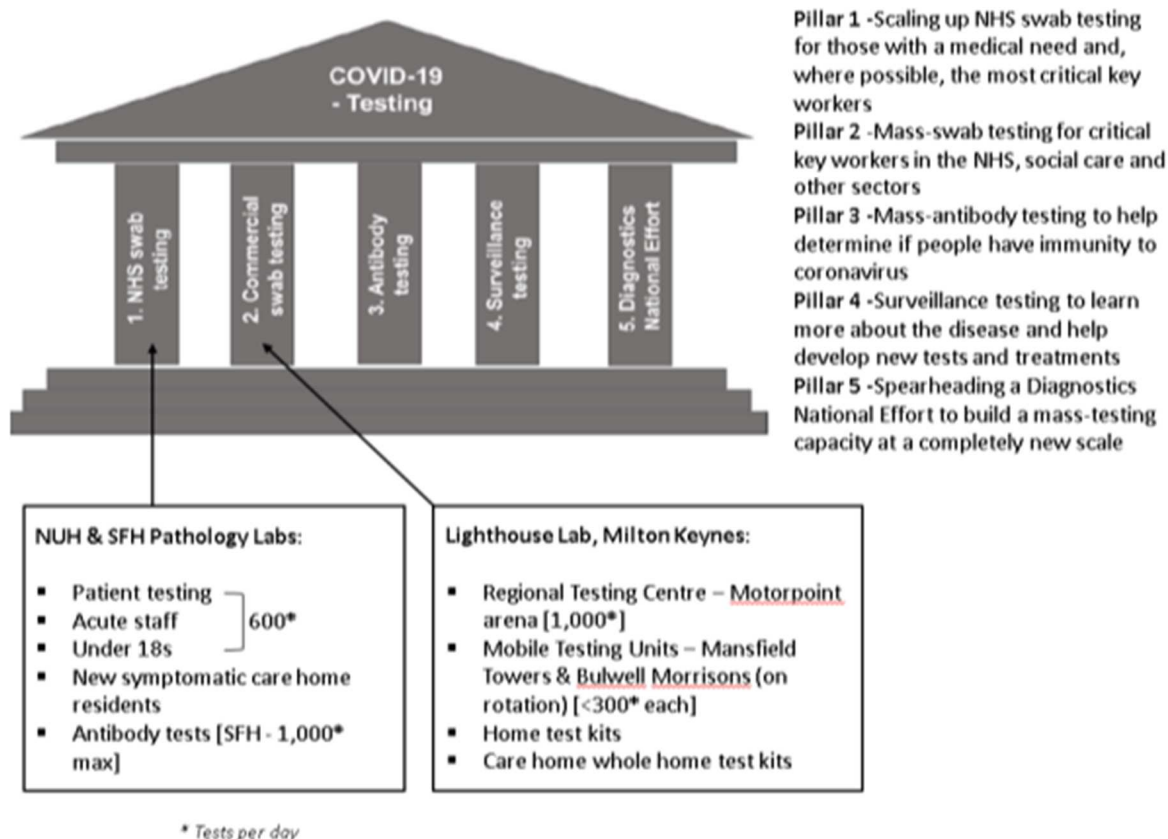 COVID-19
- Testing
1. NHS swab
testing
2. Commercial
swab testing
3. Antibody
testing
4. Surveillance
testing
5. Diagnostics
National Effort
Pillar 1 -Scaling up NHS swab testing
for those with a medical need and,
where possible, the most critical key
workers
Pillar 2 -Mass-swab testing for critical
key workers in the NHS, social care and
other sectors
Pillar 3 -Mass-antibody testing to help
determine if people have immunity to
coronavirus
Pillar 4 -Surveillance testing to learn
more about the disease and help
develop new tests and treatments
Pillar 5 -Spearheading a Diagnostics
National Effort to build a mass-testing
capacity at a completely new scale
NUH & SFH Pathology Labs:
▪ Patient testing
▪ Acute staff 600*
▪ Under 18s
▪ New symptomatic care home
residents
▪ Antibody tests [SFH - 1,000*
max]
Lighthouse Lab, Milton Keynes:
▪ Regional Testing Centre – Motorpoint
arena [1,000*]
▪ Mobile Testing Units – Mansfield
Towers & Bulwell Morrisons (on
rotation) [<300* each]
▪ Home test kits
▪ Care home whole home test kits
* Tests per day